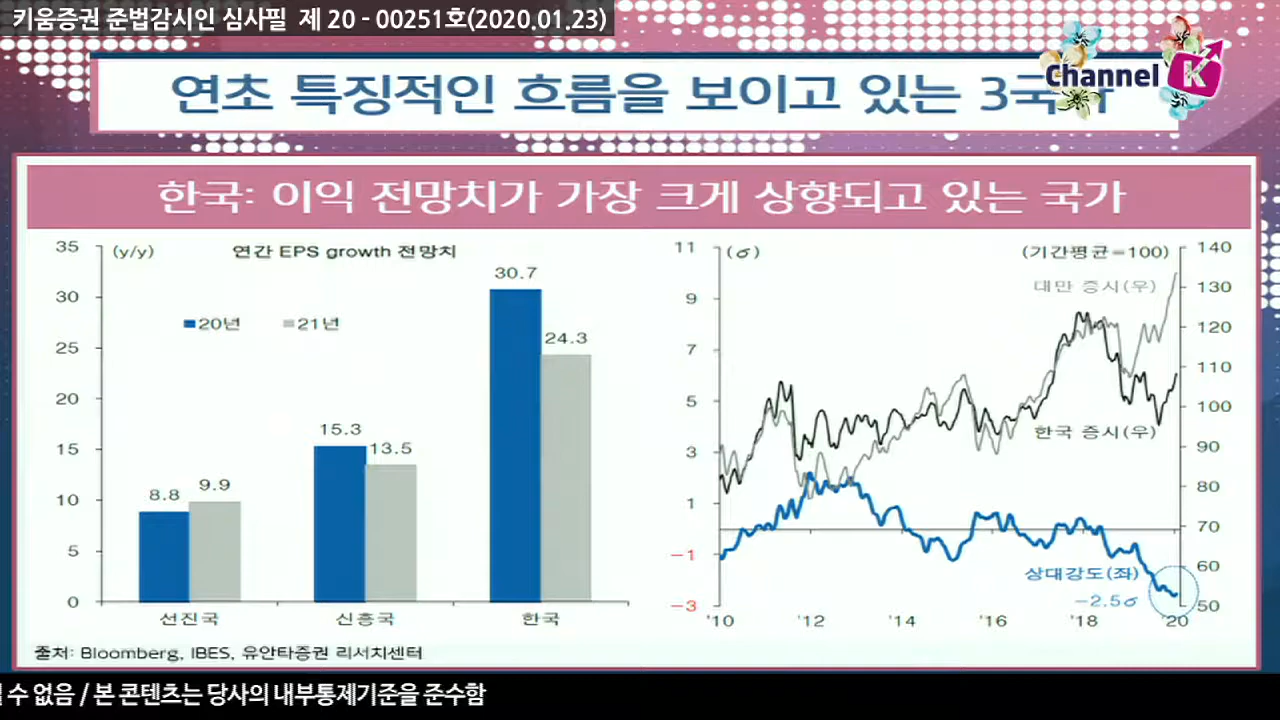 키움증권 준법감시인 심사필 제 20 - 00251호(2020.01.23)
Channel K
연초 특징적인 흐름을 보이고 있는 3국가
한국: 이익 전망치가 가장 크게 상향되고 있는 국가
(y/y)
연간 EPS growth 전망치
35
30
25
20
15
10
5
0
20년
21년
8.8
9.9
15.3
13.5
30.7
24.3
선진국
신흥국
한국
(σ)
(기간평균=100)
11
9
7
5
3
1
-1
-3
140
130
120
110
100
90
80
70
60
50
대만 증시(우)
한국 증시(우)
상대강도(좌)
-2.5σ
'10
'12
'14
'16
'18
'20
출처: Bloomberg, IBES, 유안타증권 리서치센터
수 없음 / 본 콘텐츠는 당사의 내부통제기준을 준수함